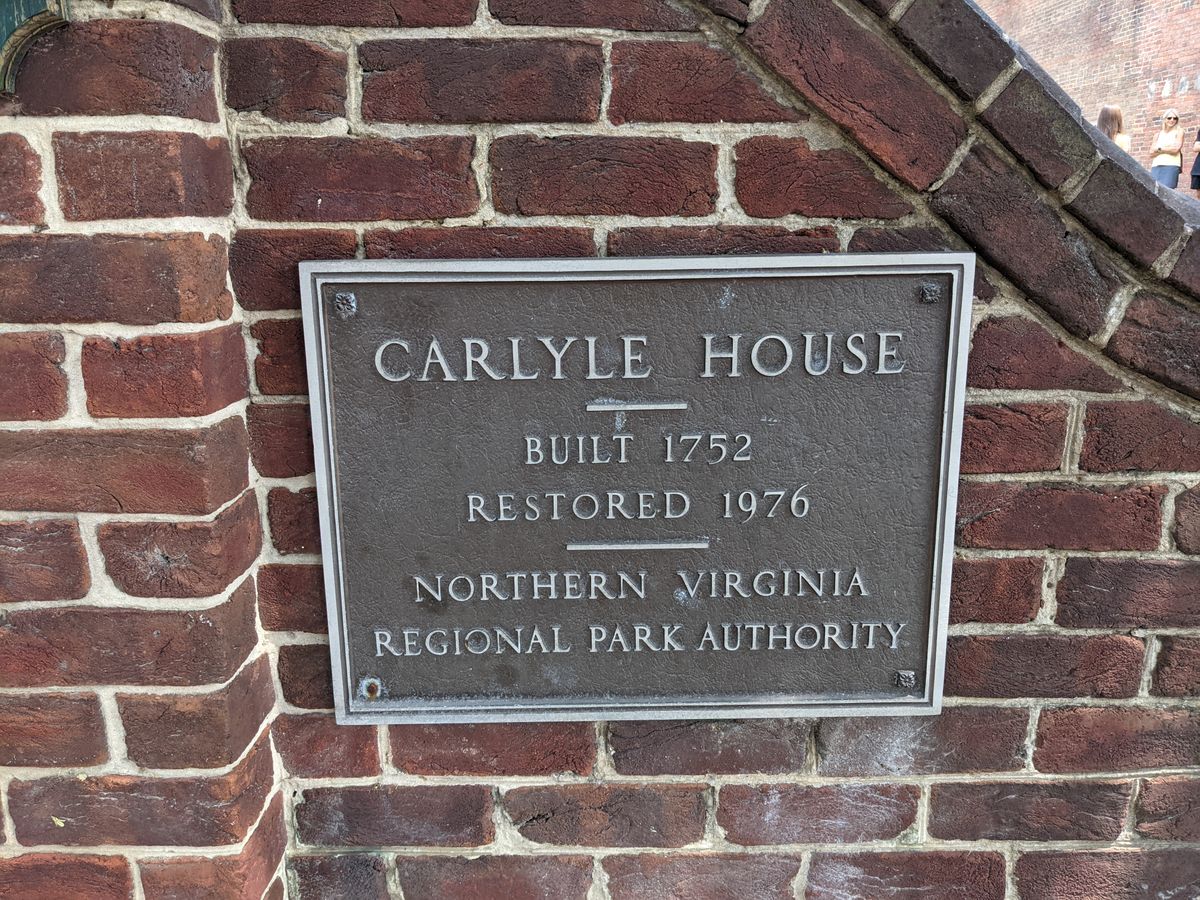 CARLYLE HOUSE
BUILT 1752
RESTORED 1976
NORTHERN VIRGINIA
REGIONAL PARK AUTHORITY